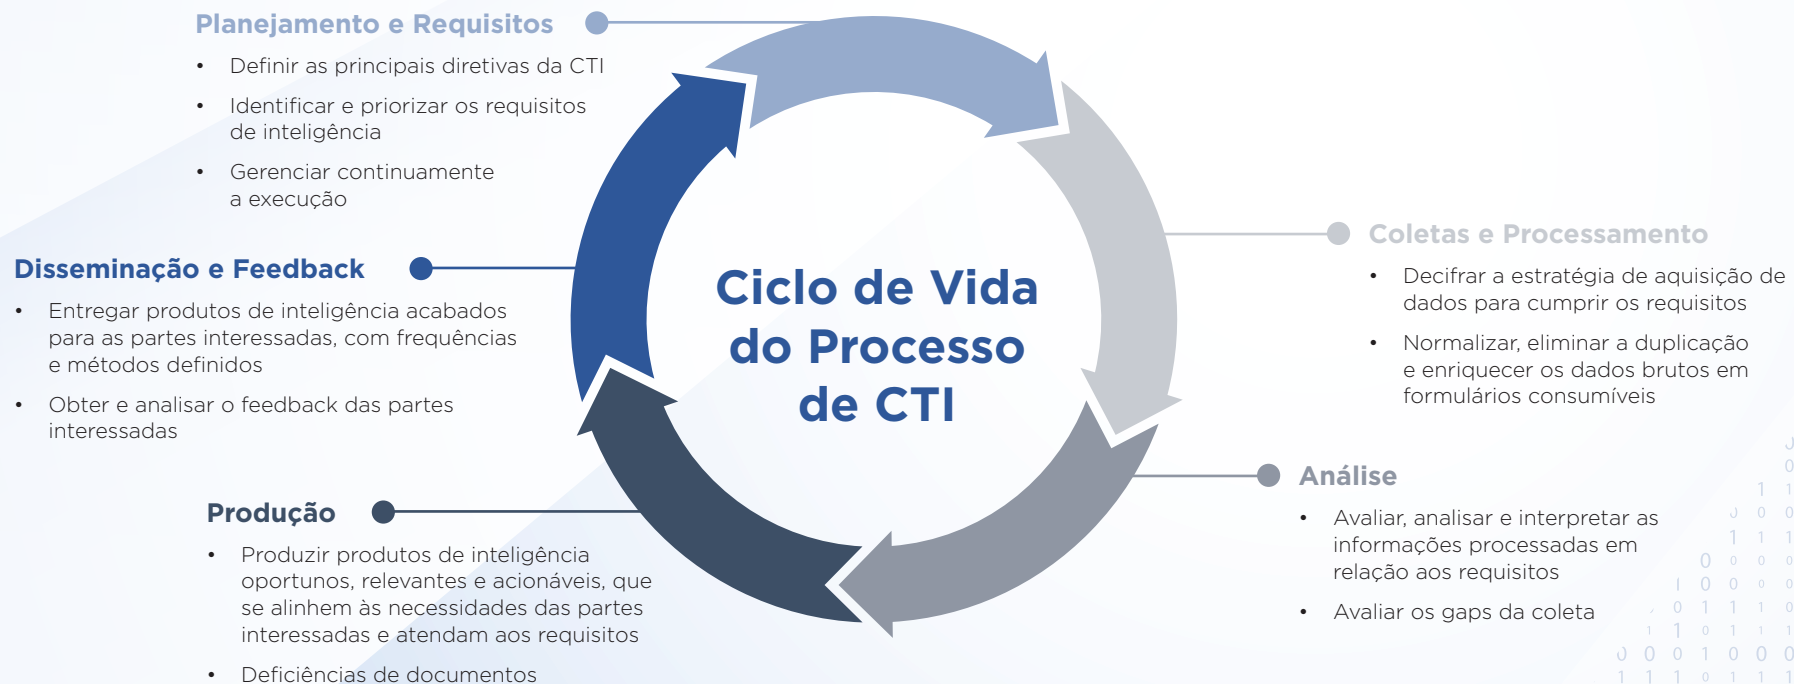 Planejamento e Requisitos
• Definir as principais diretivas da CTI
• Identificar e priorizar os requisitos
de inteligência
• Gerenciar continuamente
a execução
Disseminação e Feedback
• Entregar produtos de inteligência acabados
para as partes interessadas, com frequências
e métodos definidos
• Obter e analisar o feedback das partes
interessadas
Produção
• Produzir produtos de inteligência
oportunos, relevantes e acionáveis, que
se alinhem às necessidades das partes
interessadas e atendam aos requisitos
• Deficiências de documentos
Ciclo de Vida
do Processo
de CTI
Coletas e Processamento
• Decifrar a estratégia de aquisição de
dados para cumprir os requisitos
• Normalizar, eliminar a duplicação
e enriquecer os dados brutos em
formulários consumíveis
Análise
• Avaliar, analisar e interpretar as
informações processadas em
relação aos requisitos
• Avaliar os gaps da coleta